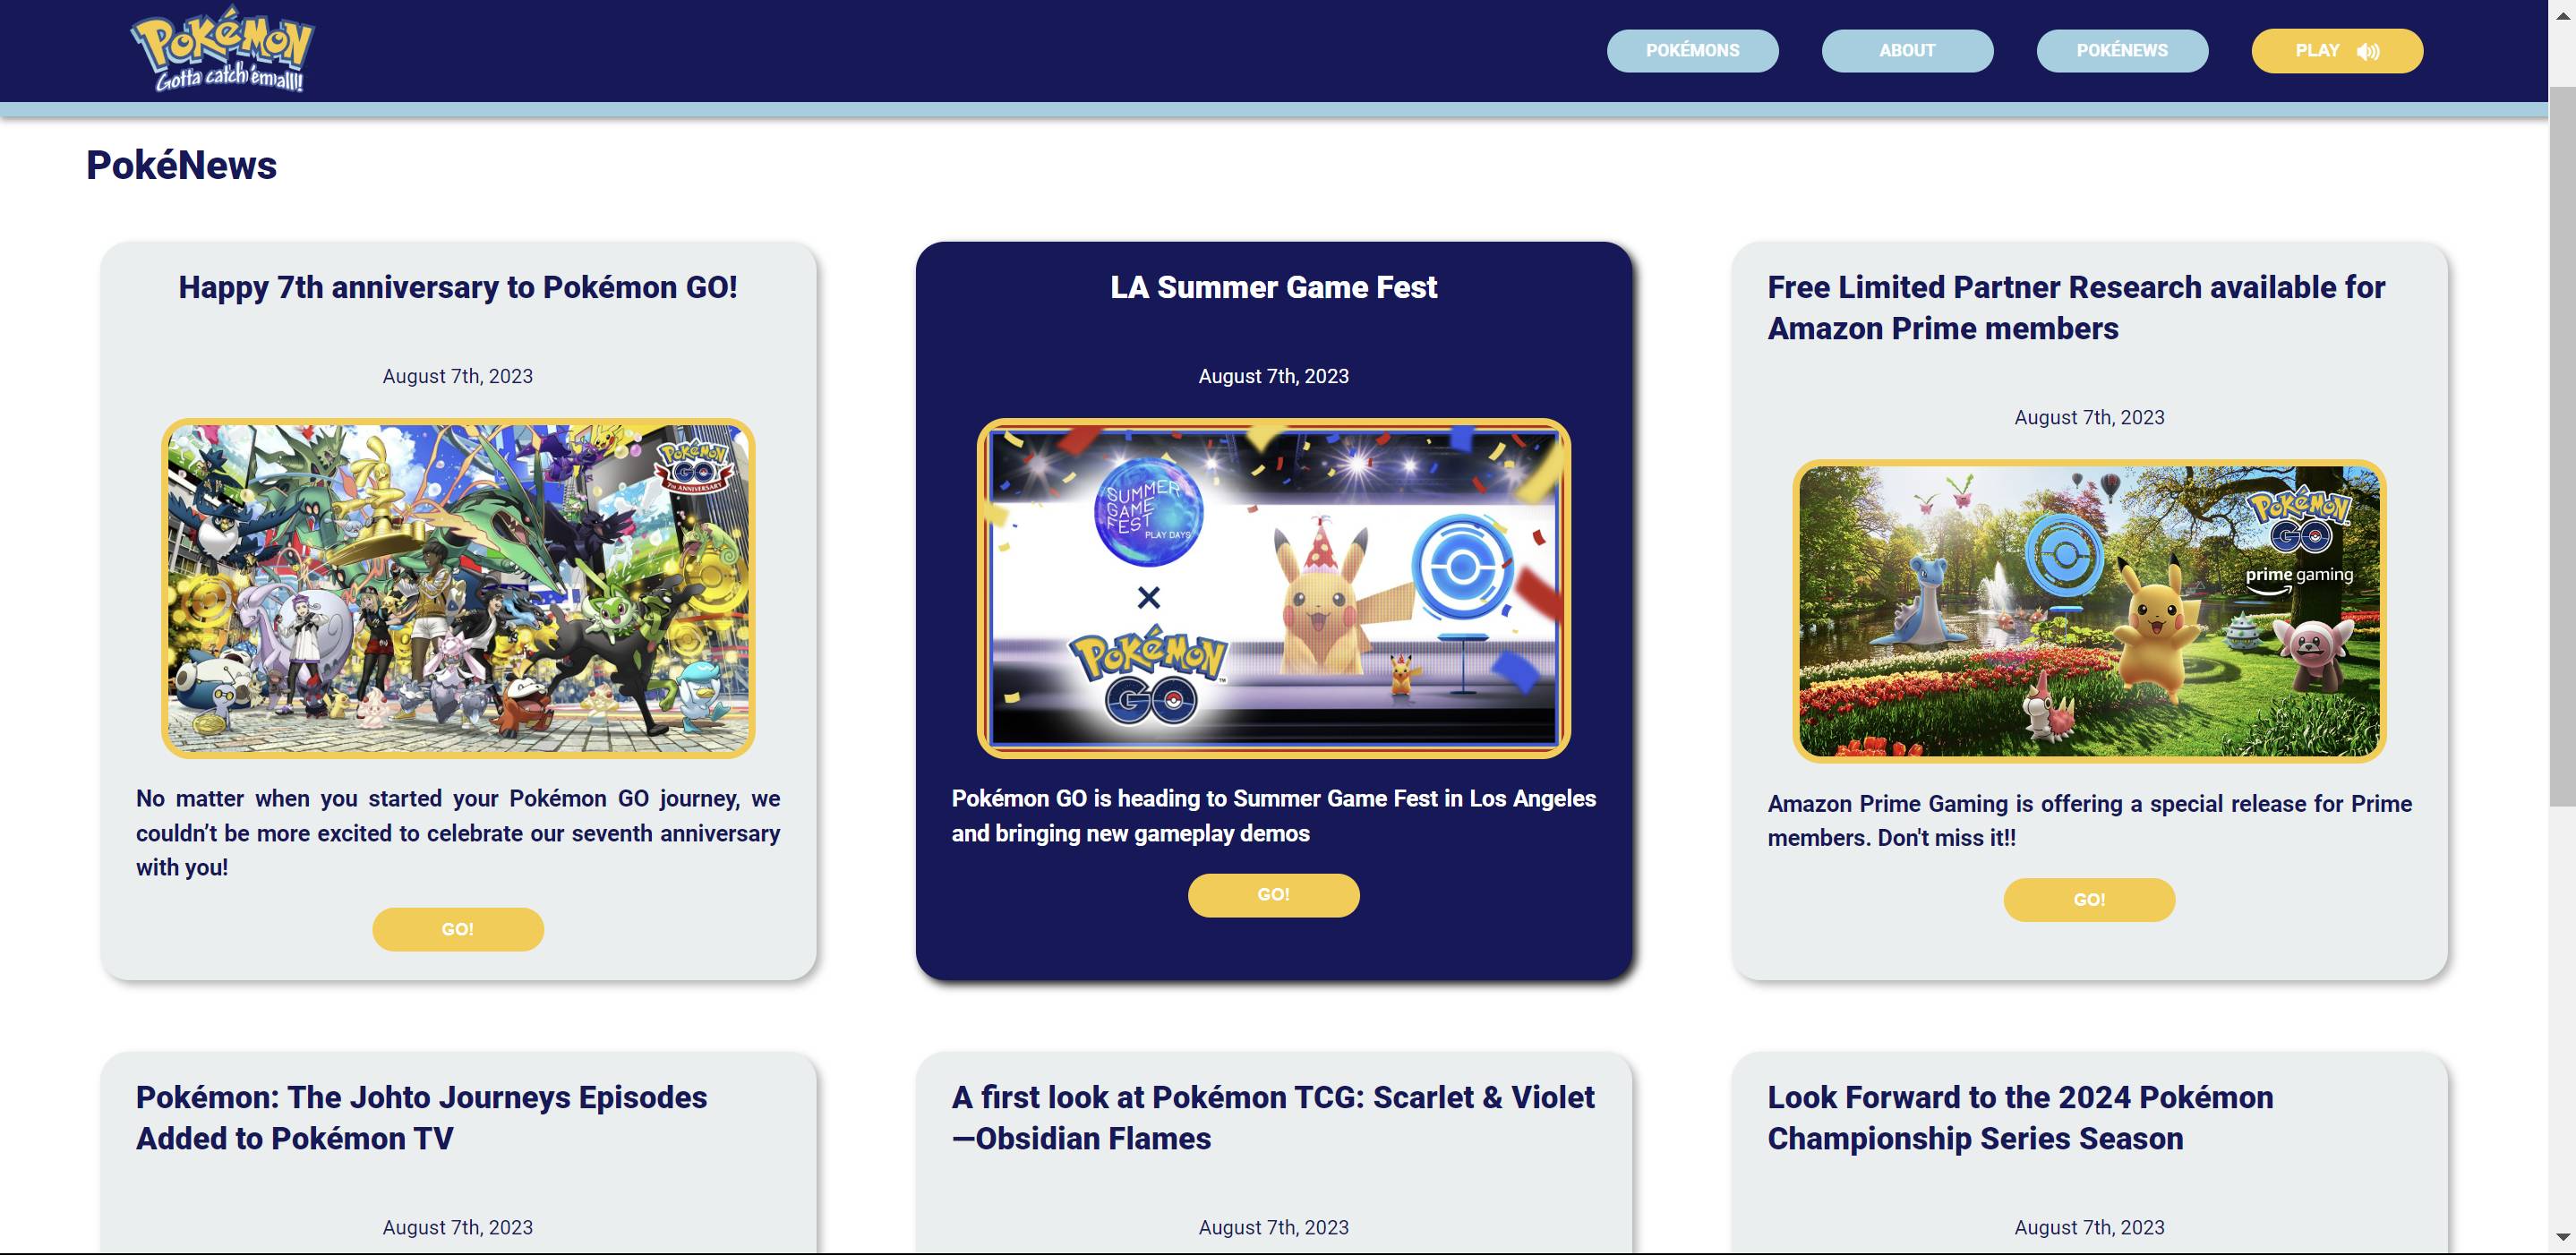 POKÉMON
Gotta catch 'em all!
POKÉMONS
ABOUT
POKÉNEWS
PLAY
PokéNews
Happy 7th anniversary to Pokémon GO!
August 7th, 2023
POKÉMON
GO
7TH ANNIVERSARY
No matter when you started your Pokémon GO journey, we
couldn’t be more excited to celebrate our seventh anniversary
with you!
GO!
LA Summer Game Fest
August 7th, 2023
SUMMER
GAME
FEST
PLAY DAYS
×
POKÉMON
GO
Pokémon GO is heading to Summer Game Fest in Los Angeles
and bringing new gameplay demos
GO!
Free Limited Partner Research available for
Amazon Prime members
August 7th, 2023
POKÉMON
GO
prime gaming
Amazon Prime Gaming is offering a special release for Prime
members. Don't miss it!!
GO!
Pokémon: The Johto Journeys Episodes
Added to Pokémon TV
August 7th, 2023
A first look at Pokémon TCG: Scarlet & Violet
—Obsidian Flames
August 7th, 2023
Look Forward to the 2024 Pokémon
Championship Series Season
August 7th, 2023